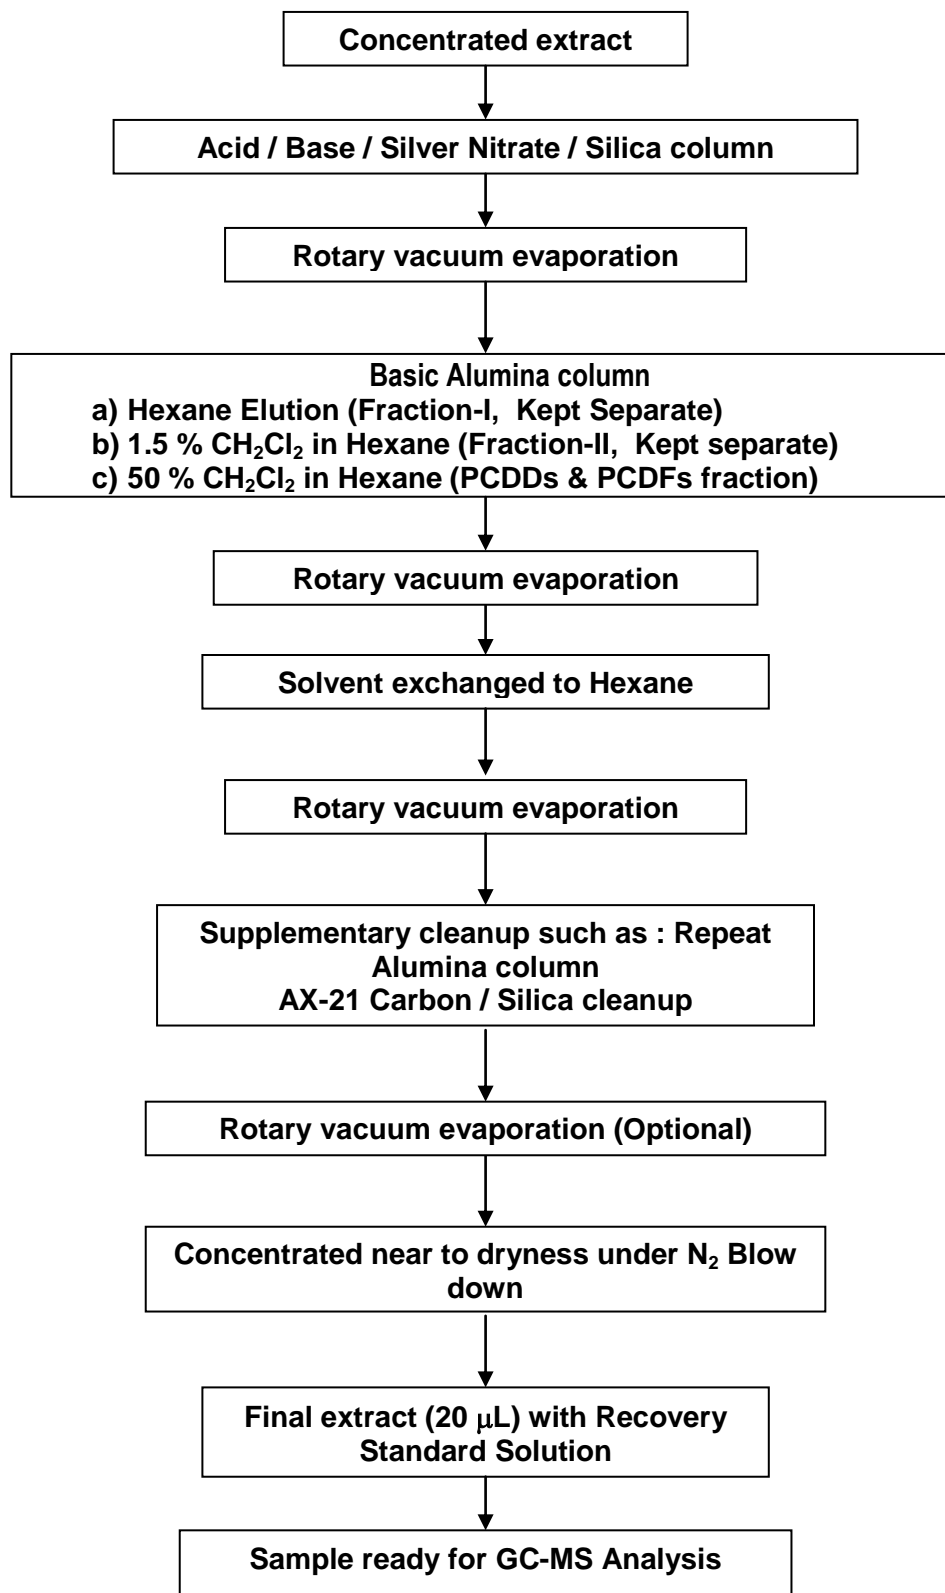 Concentrated extract
Acid / Base / Silver Nitrate / Silica column
Rotary vacuum evaporation
Basic Alumina column
a) Hexane Elution (Fraction-I, Kept Separate)
b) 1.5 % CH₂Cl₂ in Hexane (Fraction-II, Kept separate)
c) 50 % CH₂Cl₂ in Hexane (PCDDs & PCDFs fraction)
Rotary vacuum evaporation
Solvent exchanged to Hexane
Rotary vacuum evaporation
Supplementary cleanup such as : Repeat
Alumina column
AX-21 Carbon / Silica cleanup
Rotary vacuum evaporation (Optional)
Concentrated near to dryness under N₂ Blow
down
Final extract (20 μL) with Recovery
Standard Solution
Sample ready for GC-MS Analysis